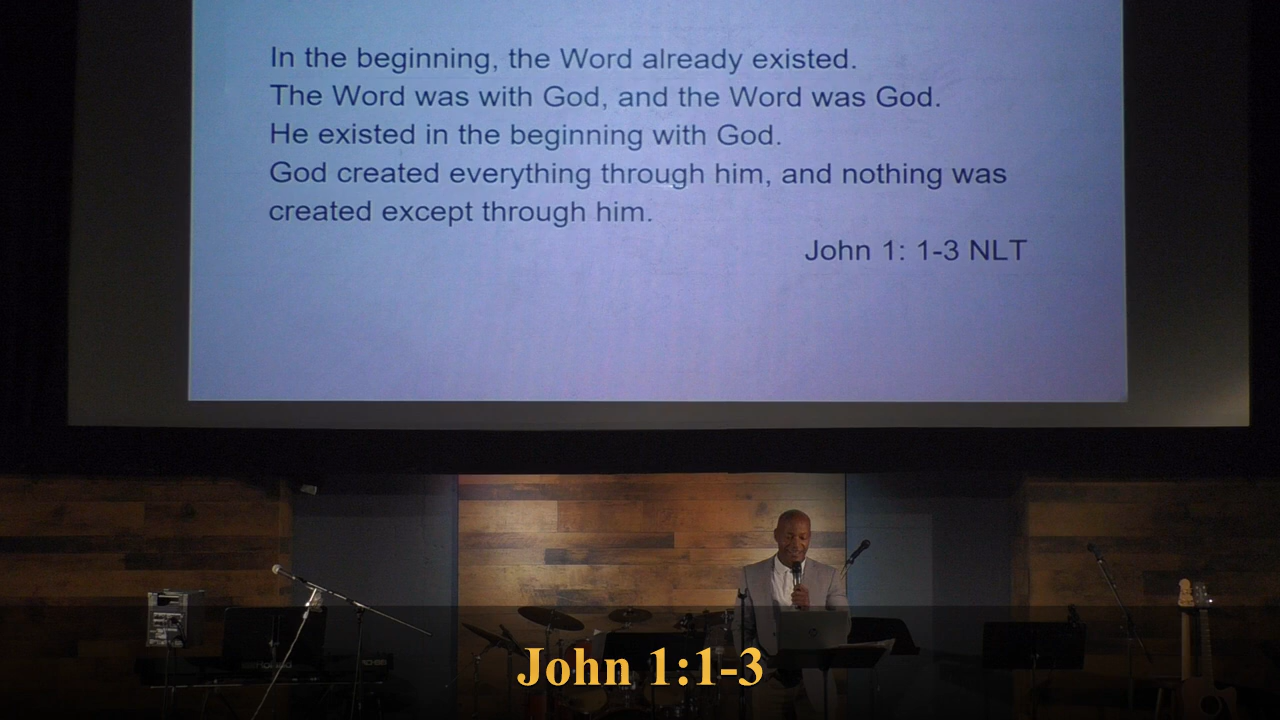 In the beginning, the Word already existed.
The Word was with God, and the Word was God.
He existed in the beginning with God.
God created everything through him, and nothing was
created except through him.
John 1: 1-3 NLT
John 1:1-3